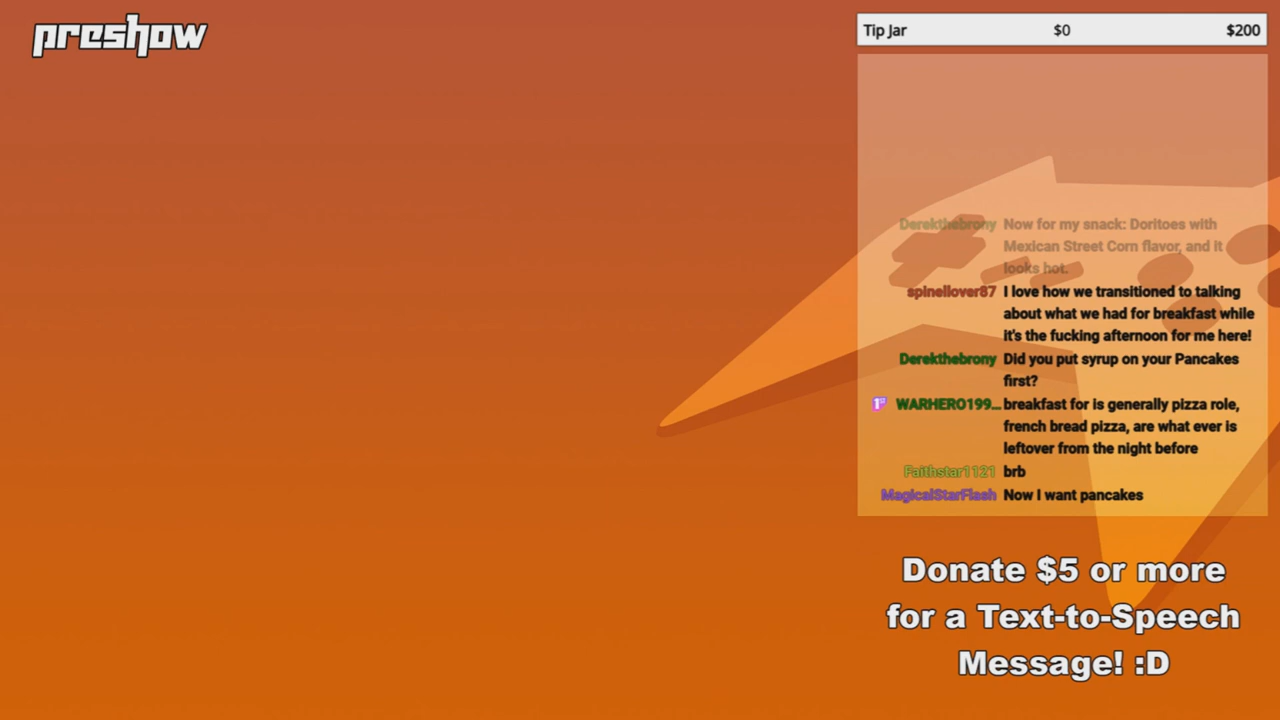 preshow
Tip Jar $0 $200
Derekthebrony Now for my snack: Doritoes with
Mexican Street Corn flavor, and it
looks hot.
spinellover87 I love how we transitioned to talking
about what we had for breakfast while
it's the fucking afternoon for me here!
Derekthebrony Did you put syrup on your Pancakes
first?
WARHERO199... breakfast for is generally pizza role,
french bread pizza, are what ever is
leftover from the night before
Faithstar1121 brb
MagicalStarFlash Now I want pancakes
Donate $5 or more
for a Text-to-Speech
Message! :D